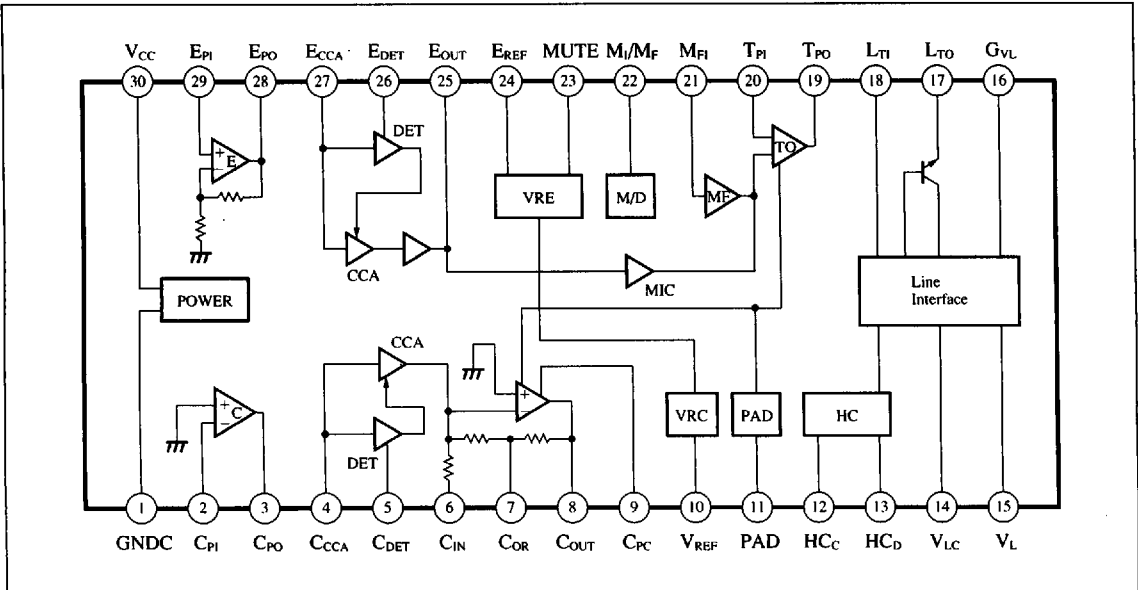 VCC EPI EPO ECCA EDET EOUT EREF MUTE MI/MF MFI TPI TPO LTI LTO GVL
30 29 28 27 26 25 24 23 22 21 20 19 18 17 16
DET
+ E −
TO
VRE M/D MF
CCA MIC
Line
Interface
POWER
CCA
+ −
+ C −
VRC PAD HC
DET
1 2 3 4 5 6 7 8 9 10 11 12 13 14 15
GNDC CPI CPO CCCA CDET CIN COR COUT CPC VREF PAD HCC HCD VLC VL